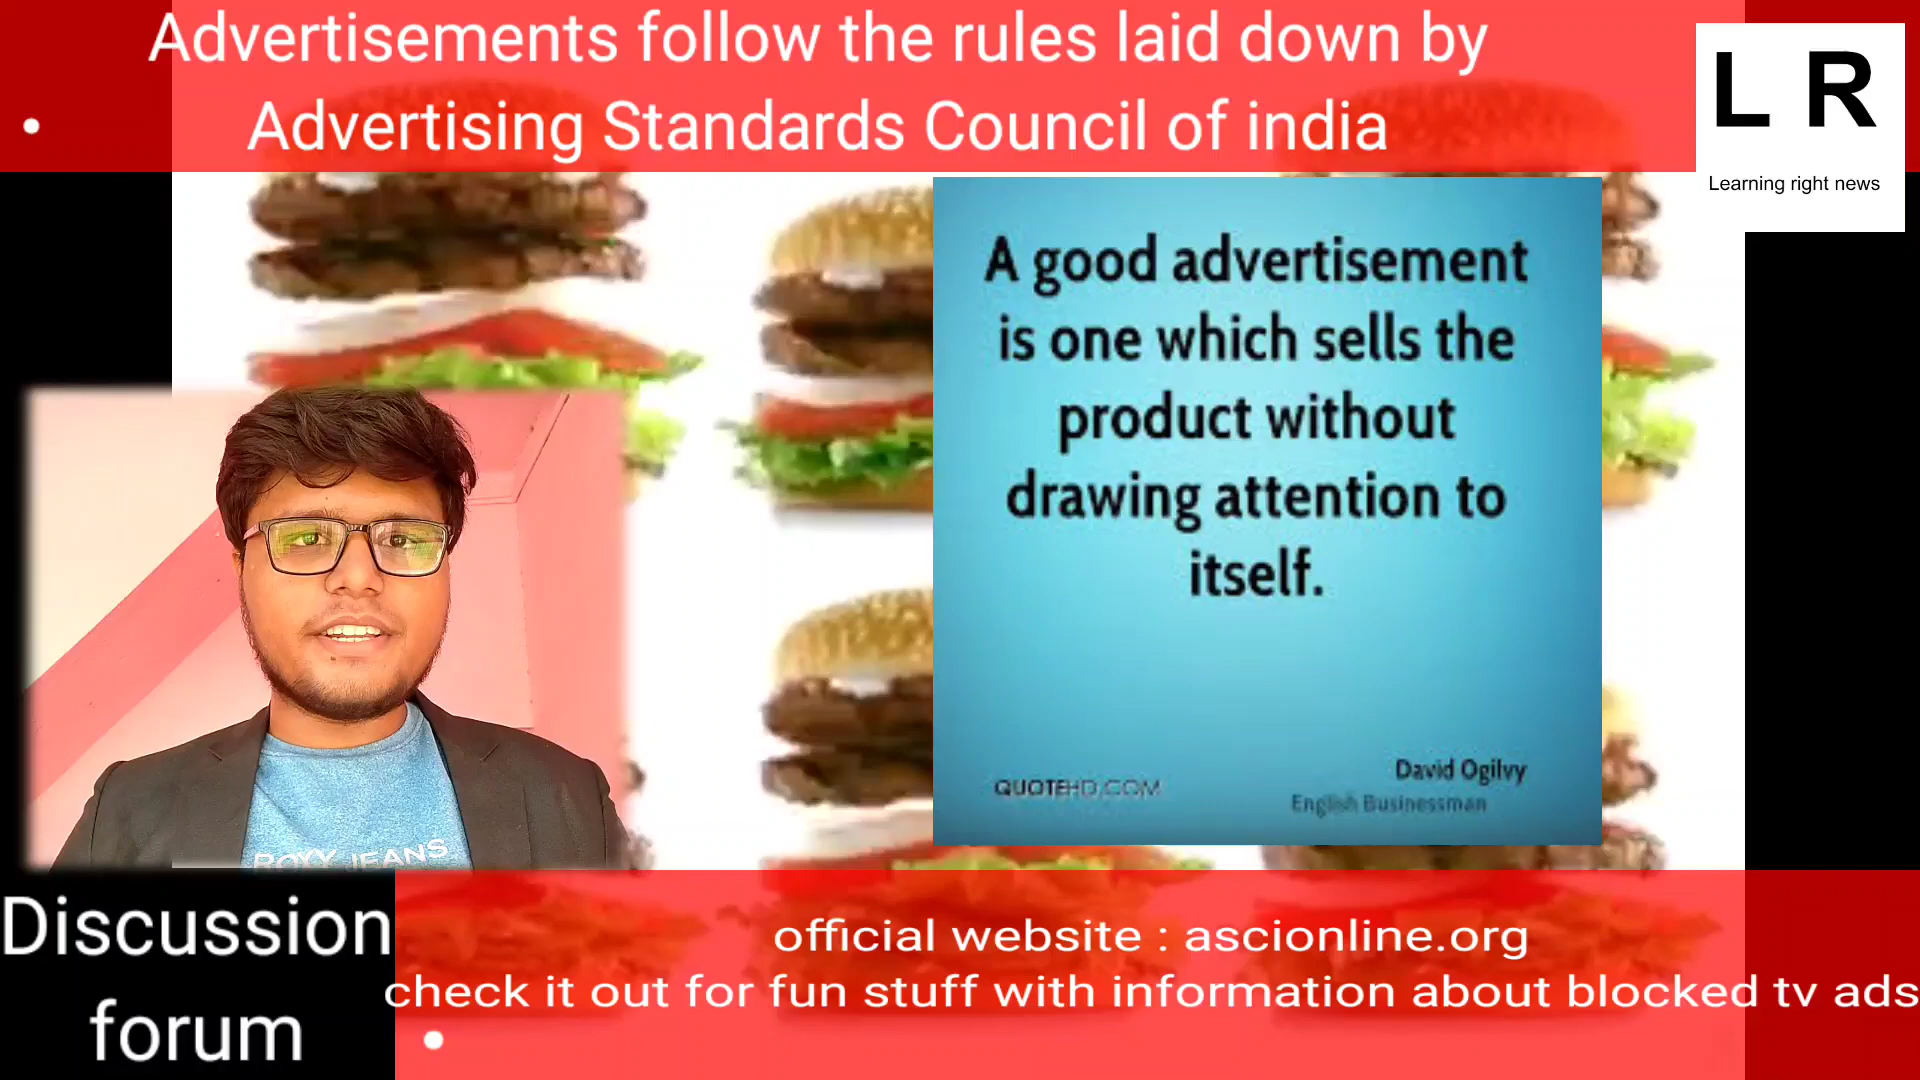 Advertisements follow the rules laid down by
Advertising Standards Council of india
L R
Learning right news
A good advertisement
is one which sells the
product without
drawing attention to
itself.
David Ogilvy
English Businessman
QUOTEHD.COM
ROXY JEANS
Discussion
forum
official website : ascionline.org
check it out for fun stuff with information about blocked tv ads